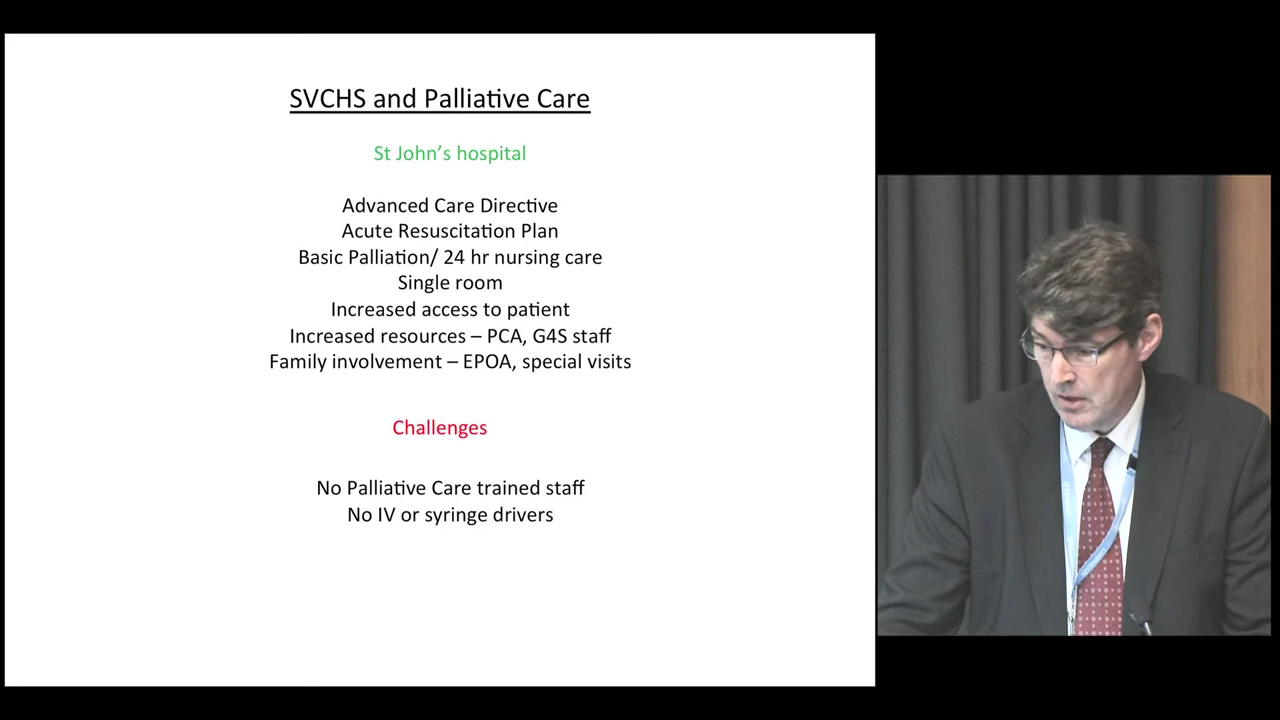 SVCHS and Palliative Care
St John’s hospital
Advanced Care Directive
Acute Resuscitation Plan
Basic Palliation/ 24 hr nursing care
Single room
Increased access to patient
Increased resources – PCA, G4S staff
Family involvement – EPOA, special visits
Challenges
No Palliative Care trained staff
No IV or syringe drivers